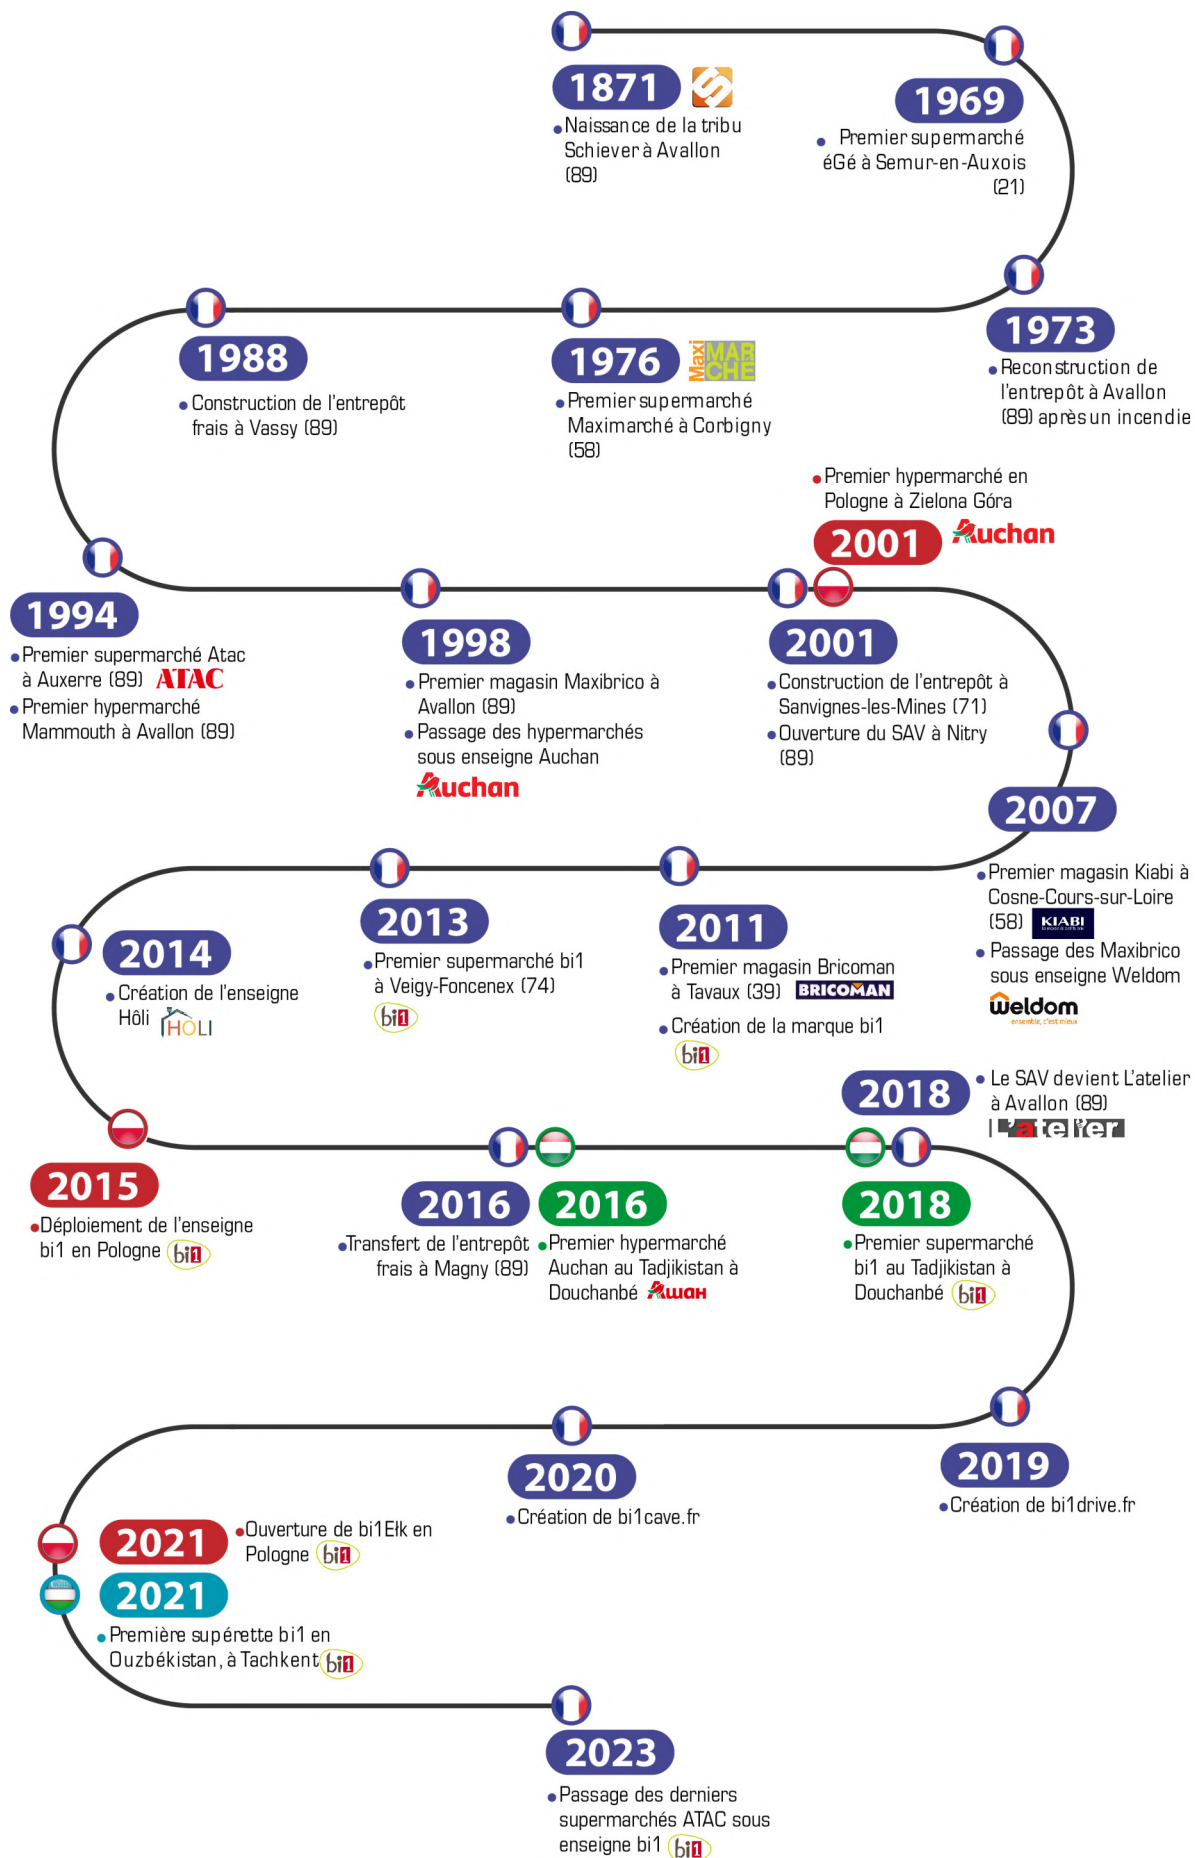 1871
Naissance de la tribu
Schiever à Avallon
(89)
1969
Premier supermarché
éGé à Semur-en-Auxois
(21)
1973
Reconstruction de
l'entrepôt à Avallon
(89) après un incendie
1976
Maxi
MAR
CHÉ
Premier supermarché
Maximarché à Corbigny
(58)
1988
Construction de l'entrepôt
frais à Vassy (89)
1994
Premier supermarché Atac
à Auxerre (89) ATAC
Premier hypermarché
Mammouth à Avallon (89)
1998
Premier magasin Maxibrico à
Avallon (89)
Passage des hypermarchés
sous enseigne Auchan
Auchan
Premier hypermarché en
Pologne à Zielona Góra
2001 Auchan
2001
Construction de l'entrepôt à
Sanvignes-les-Mines (71)
Ouverture du SAV à Nitry
(89)
2007
Premier magasin Kiabi à
Cosne-Cours-sur-Loire
(58) KIABI
Passage des Maxibrico
sous enseigne Weldom
weldom
ensemble, c'est mieux
2011
Premier magasin Bricoman
à Tavaux (39) BRICOMAN
Création de la marque bi1
bi1
2013
Premier supermarché bi1
à Veigy-Foncenex (74)
bi1
2014
Création de l'enseigne
Hôli HOLI
2015
Déploiement de l'enseigne
bi1 en Pologne bi1
2016
Transfert de l'entrepôt
frais à Magny (89)
2016
Premier hypermarché
Auchan au Tadjikistan à
Douchanbé Ашан
2018
Le SAV devient L'atelier
à Avallon (89)
L'atelier
2018
Premier supermarché
bi1 au Tadjikistan à
Douchanbé bi1
2019
Création de bi1drive.fr
2020
Création de bi1cave.fr
2021
Ouverture de bi1 Ełk en
Pologne bi1
2021
Première supérette bi1 en
Ouzbékistan, à Tachkent bi1
2023
Passage des derniers
supermarchés ATAC sous
enseigne bi1 bi1